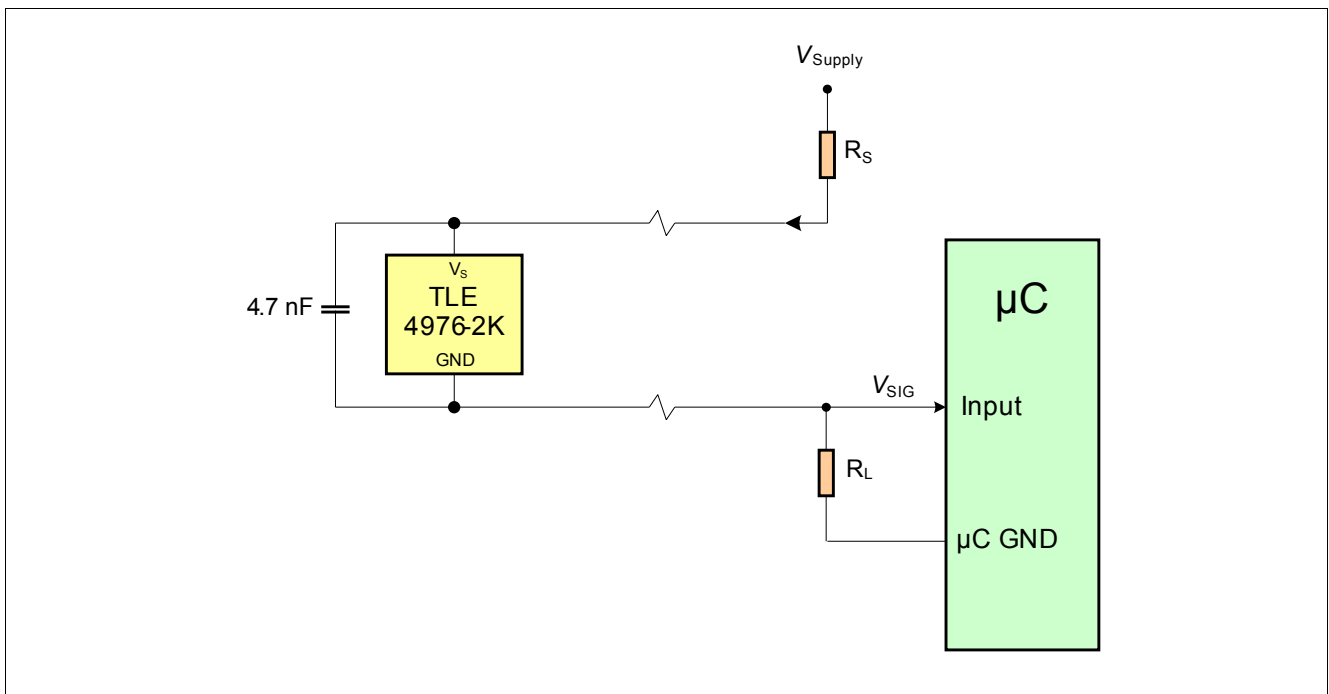 VSupply
RS
VS
TLE
4976-2K
GND
4.7 nF
µC
VSIG
Input
RL
µC GND